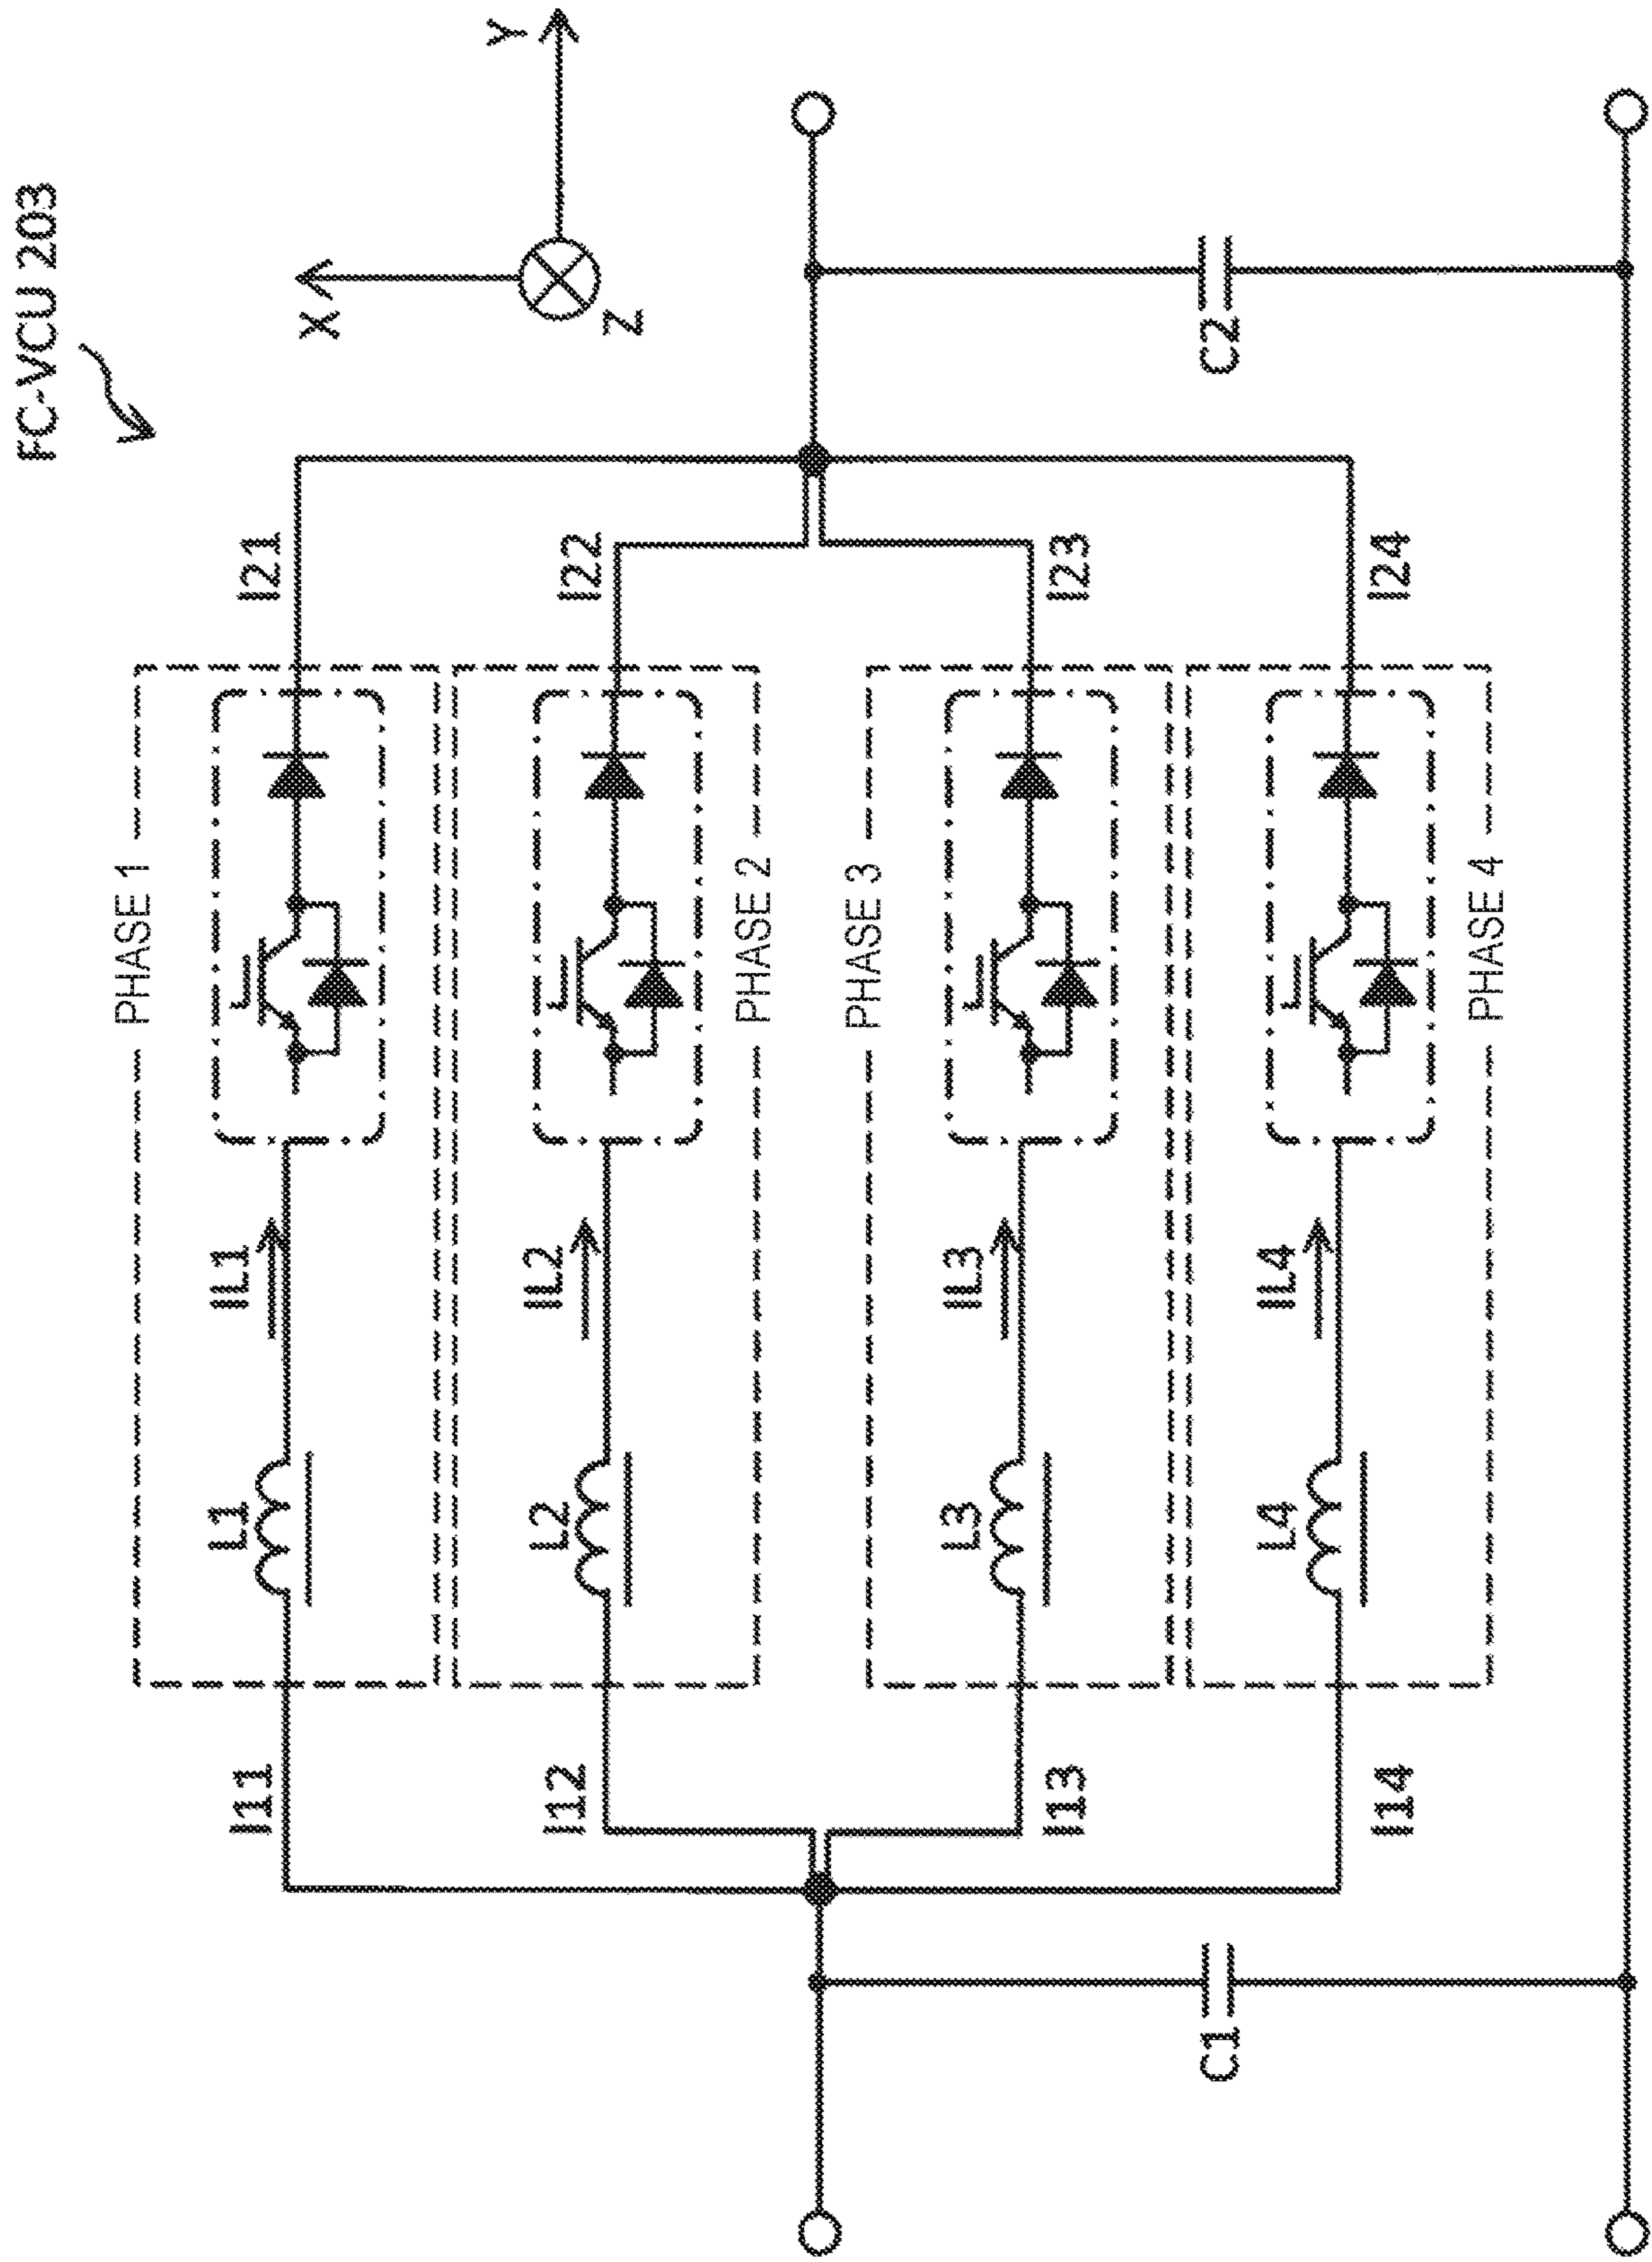 FC-VCU 203
X
Y
Z
PHASE 1
I11
L1
IL1
I21
PHASE 2
I12
L2
IL2
I22
PHASE 3
I13
L3
IL3
I23
PHASE 4
I14
L4
IL4
I24
C1
C2